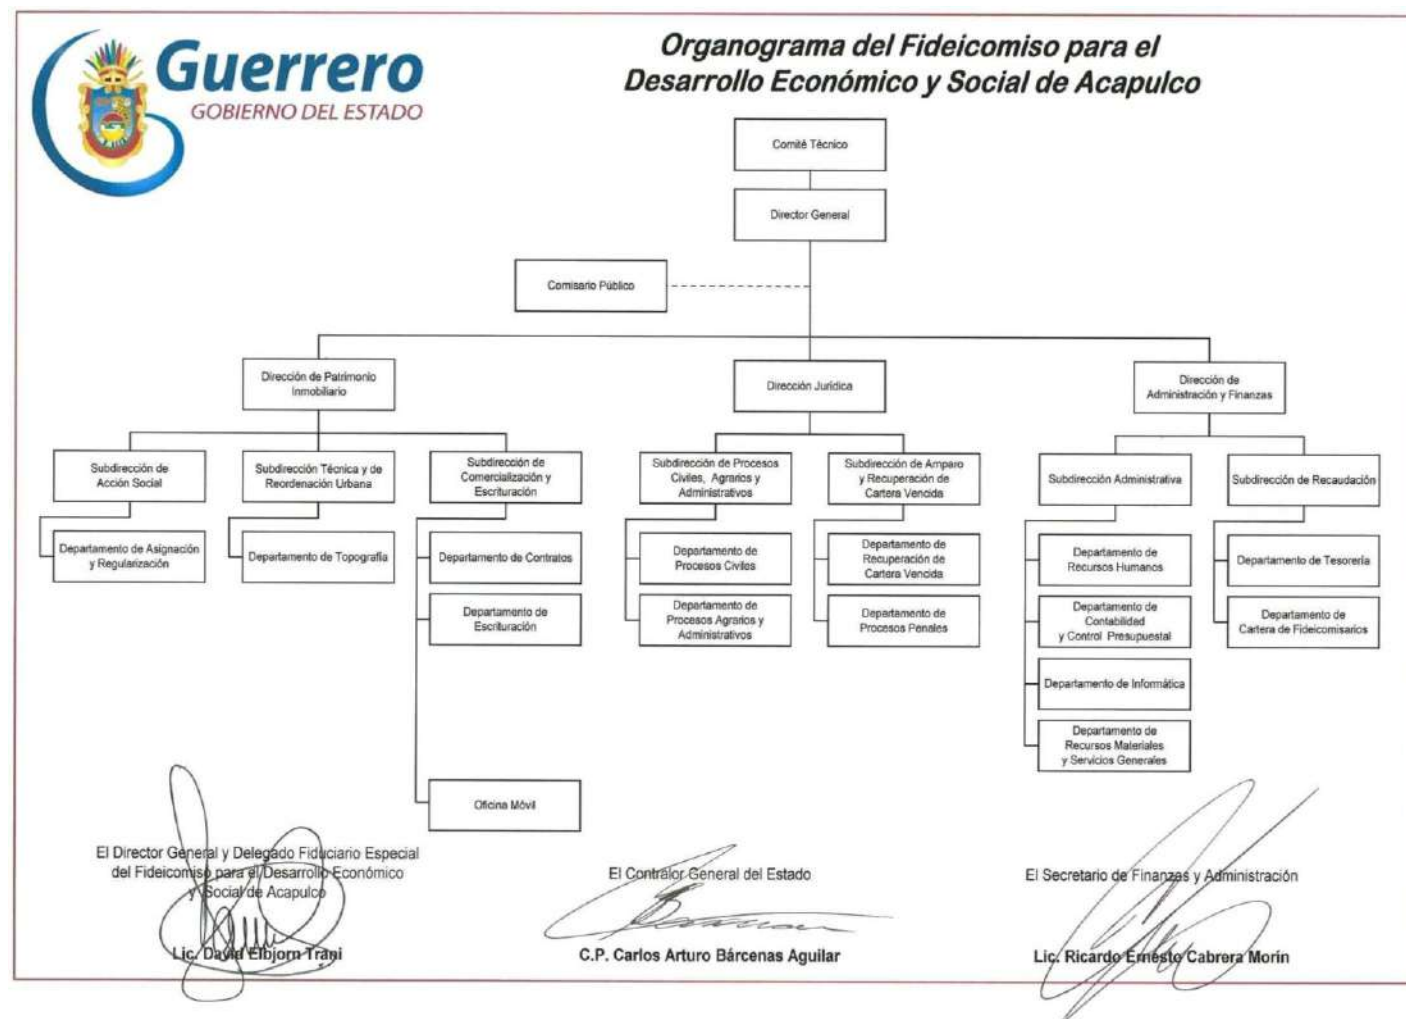 Guerrero
GOBIERNO DEL ESTADO
Organograma del Fideicomiso para el
Desarrollo Económico y Social de Acapulco
Comité Técnico
Director General
Comisario Público
Dirección de Patrimonio
Inmobiliario
Dirección Jurídica
Dirección de
Administración y Finanzas
Subdirección de
Acción Social
Subdirección Técnica y de
Reordenación Urbana
Subdirección de
Comercialización y
Escrituración
Subdirección de Procesos
Civiles, Agrarios y
Administrativos
Subdirección de Amparo
y Recuperación de
Cartera Vencida
Subdirección Administrativa
Subdirección de Recaudación
Departamento de Asignación
y Regularización
Departamento de Topografía
Departamento de Contratos
Departamento de
Procesos Civiles
Departamento de
Recuperación de
Cartera Vencida
Departamento de
Recursos Humanos
Departamento de Tesorería
Departamento de
Escrituración
Departamento de
Procesos Agrarios y
Administrativos
Departamento de
Procesos Penales
Departamento de
Contabilidad
y Control Presupuestal
Departamento de
Cartera de Fideicomisarios
Departamento de Informática
Departamento de
Recursos Materiales
y Servicios Generales
Oficina Móvil
El Director General y Delegado Fiduciario Especial
del Fideicomiso para el Desarrollo Económico
y Social de Acapulco
Lic. David Elbjorn Trani
El Contralor General del Estado
C.P. Carlos Arturo Bárcenas Aguilar
El Secretario de Finanzas y Administración
Lic. Ricardo Ernesto Cabrera Morín